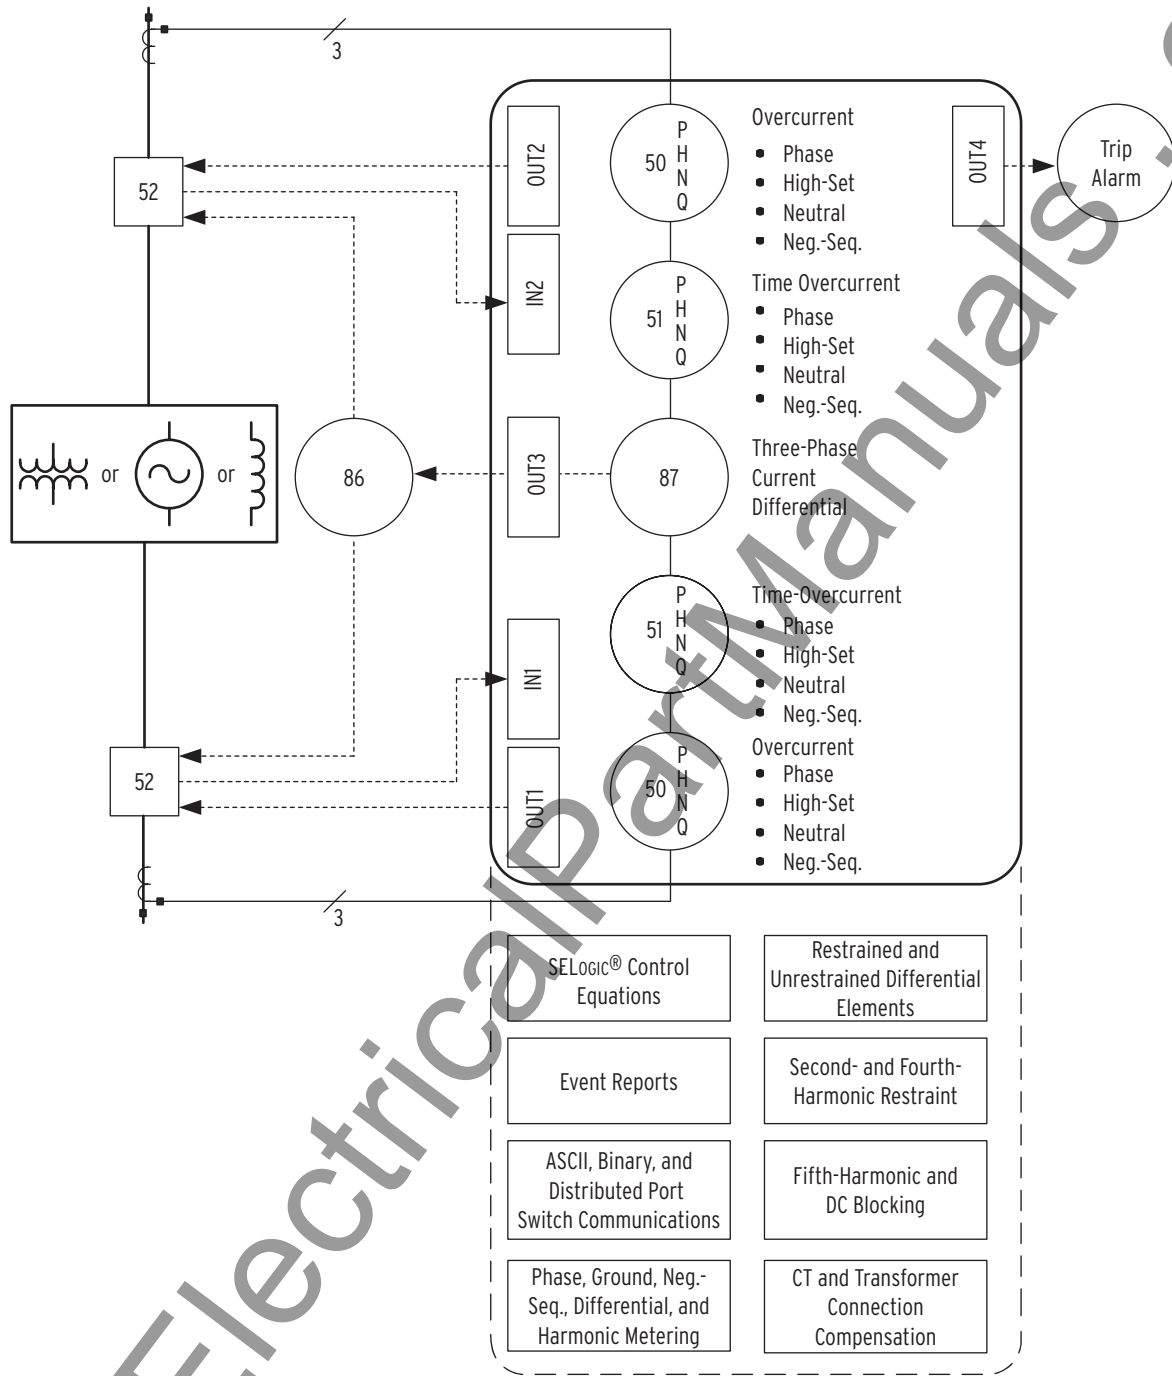 3
OUT2
50
P
H
N
Q
Overcurrent
Phase
High-Set
Neutral
Neg.-Seq.
OUT4
Trip
Alarm
52
IN2
51
P
H
N
Q
Time Overcurrent
Phase
High-Set
Neutral
Neg.-Seq.
or
or
86
OUT3
87
Three-Phase
Current
Differential
IN1
51
P
H
N
Q
Time-Overcurrent
Phase
High-Set
Neutral
Neg.-Seq.
52
OUT1
50
P
H
N
Q
Overcurrent
Phase
High-Set
Neutral
Neg.-Seq.
3
SELOGIC® Control
Equations
Restrained and
Unrestrained Differential
Elements
Event Reports
Second- and Fourth-
Harmonic Restraint
ASCII, Binary, and
Distributed Port
Switch Communications
Fifth-Harmonic and
DC Blocking
Phase, Ground, Neg.-
Seq., Differential, and
Harmonic Metering
CT and Transformer
Connection
Compensation
ElectricalPartManuals.